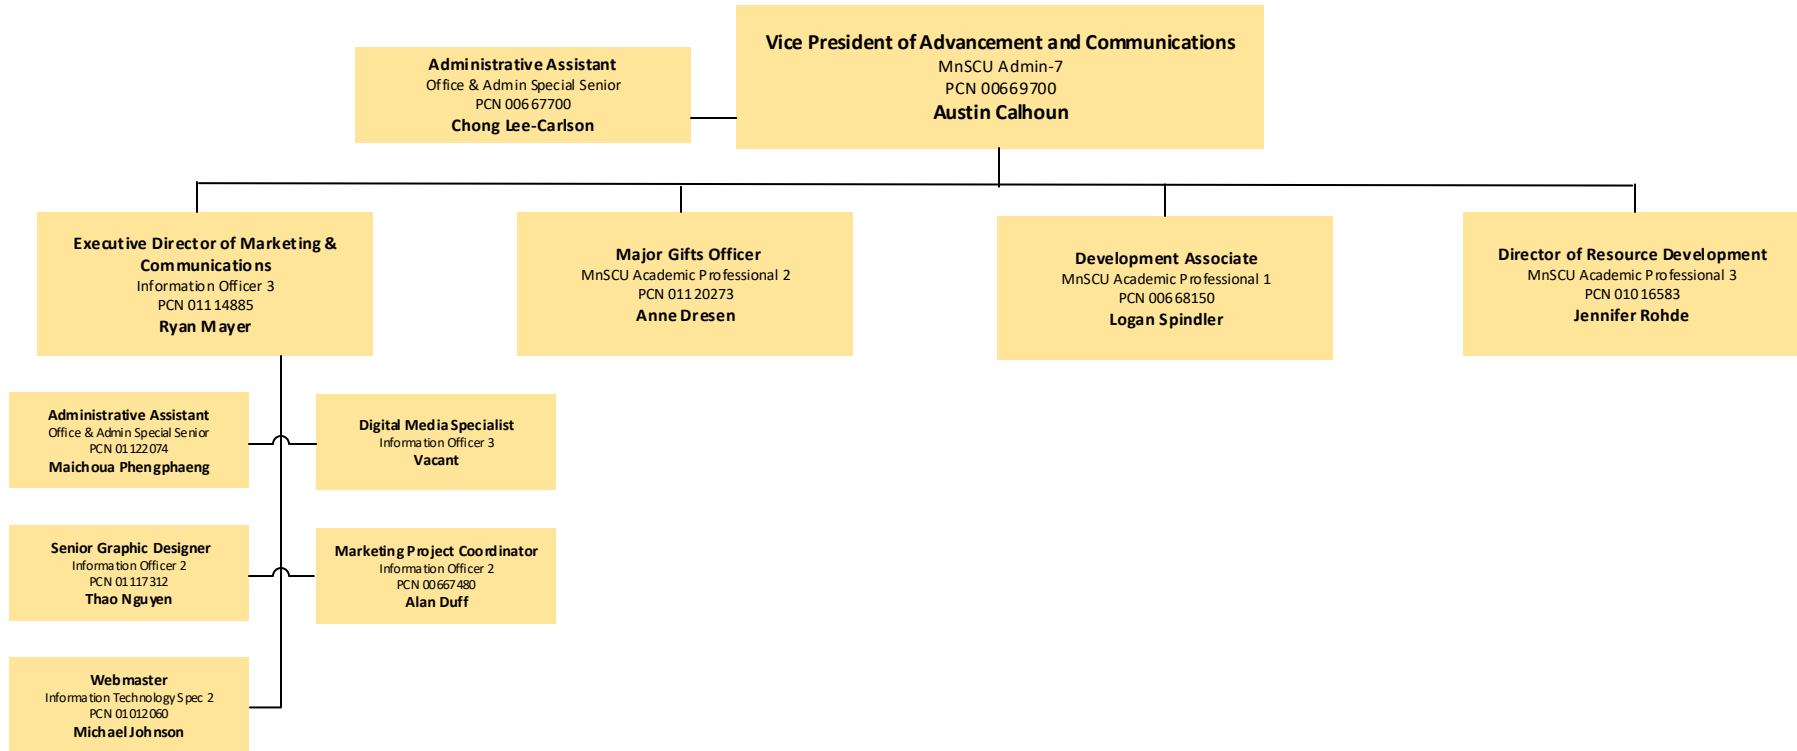 Vice President of Advancement and Communications
MnSCU Admin-7
PCN 00669700
Austin Calhoun
Administrative Assistant
Office & Admin Special Senior
PCN 00667700
Chong Lee-Carlson
Executive Director of Marketing &
Communications
Information Officer 3
PCN 01114885
Ryan Mayer
Major Gifts Officer
MnSCU Academic Professional 2
PCN 01120273
Anne Dresen
Development Associate
MnSCU Academic Professional 1
PCN 00668150
Logan Spindler
Director of Resource Development
MnSCU Academic Professional 3
PCN 01016583
Jennifer Rohde
Administrative Assistant
Office & Admin Special Senior
PCN 01122074
Maichoua Phengphaeng
Digital Media Specialist
Information Officer 3
Vacant
Senior Graphic Designer
Information Officer 2
PCN 01117312
Thao Nguyen
Marketing Project Coordinator
Information Officer 2
PCN 00667480
Alan Duff
Webmaster
Information Technology Spec 2
PCN 01012060
Michael Johnson